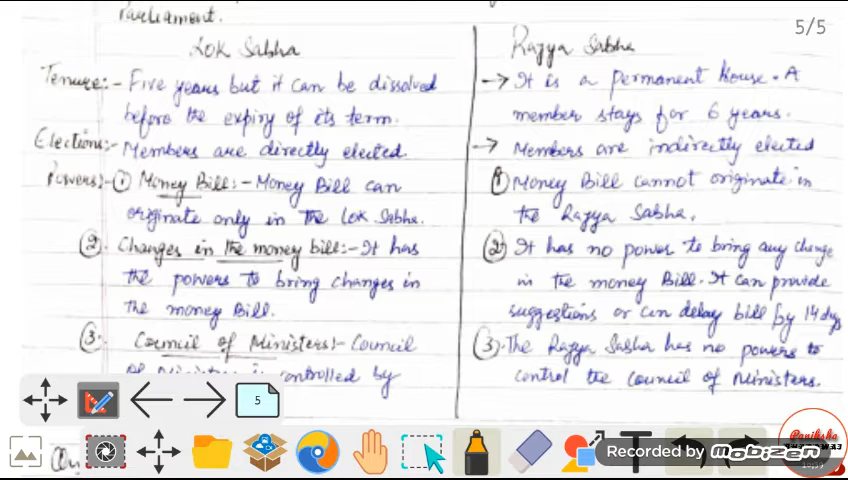 Parliament.
5/5
Lok Sabha
Rajya Sabha
Tenure:- Five years but it can be dissolved
before the expiry of its term.
→ It is a permanent House. A
member stays for 6 years.
Elections:- Members are directly elected.
→ Members are indirectly elected
Powers:- ① Money Bill:- Money Bill can
originate only in the Lok Sabha.
① Money Bill cannot originate in
the Rajya Sabha.
② Changes in the money bill:- It has
the powers to bring changes in
the money Bill.
② It has no power to bring any change
in the money Bill. It can provide
suggestions or can delay bill by 14 days
③ Council of Ministers:- Council
of Ministers is controlled by
③ The Rajya Sabha has no powers to
control the Council of Ministers.
5
T
Paniksha
Recorded by
MOBIZEN